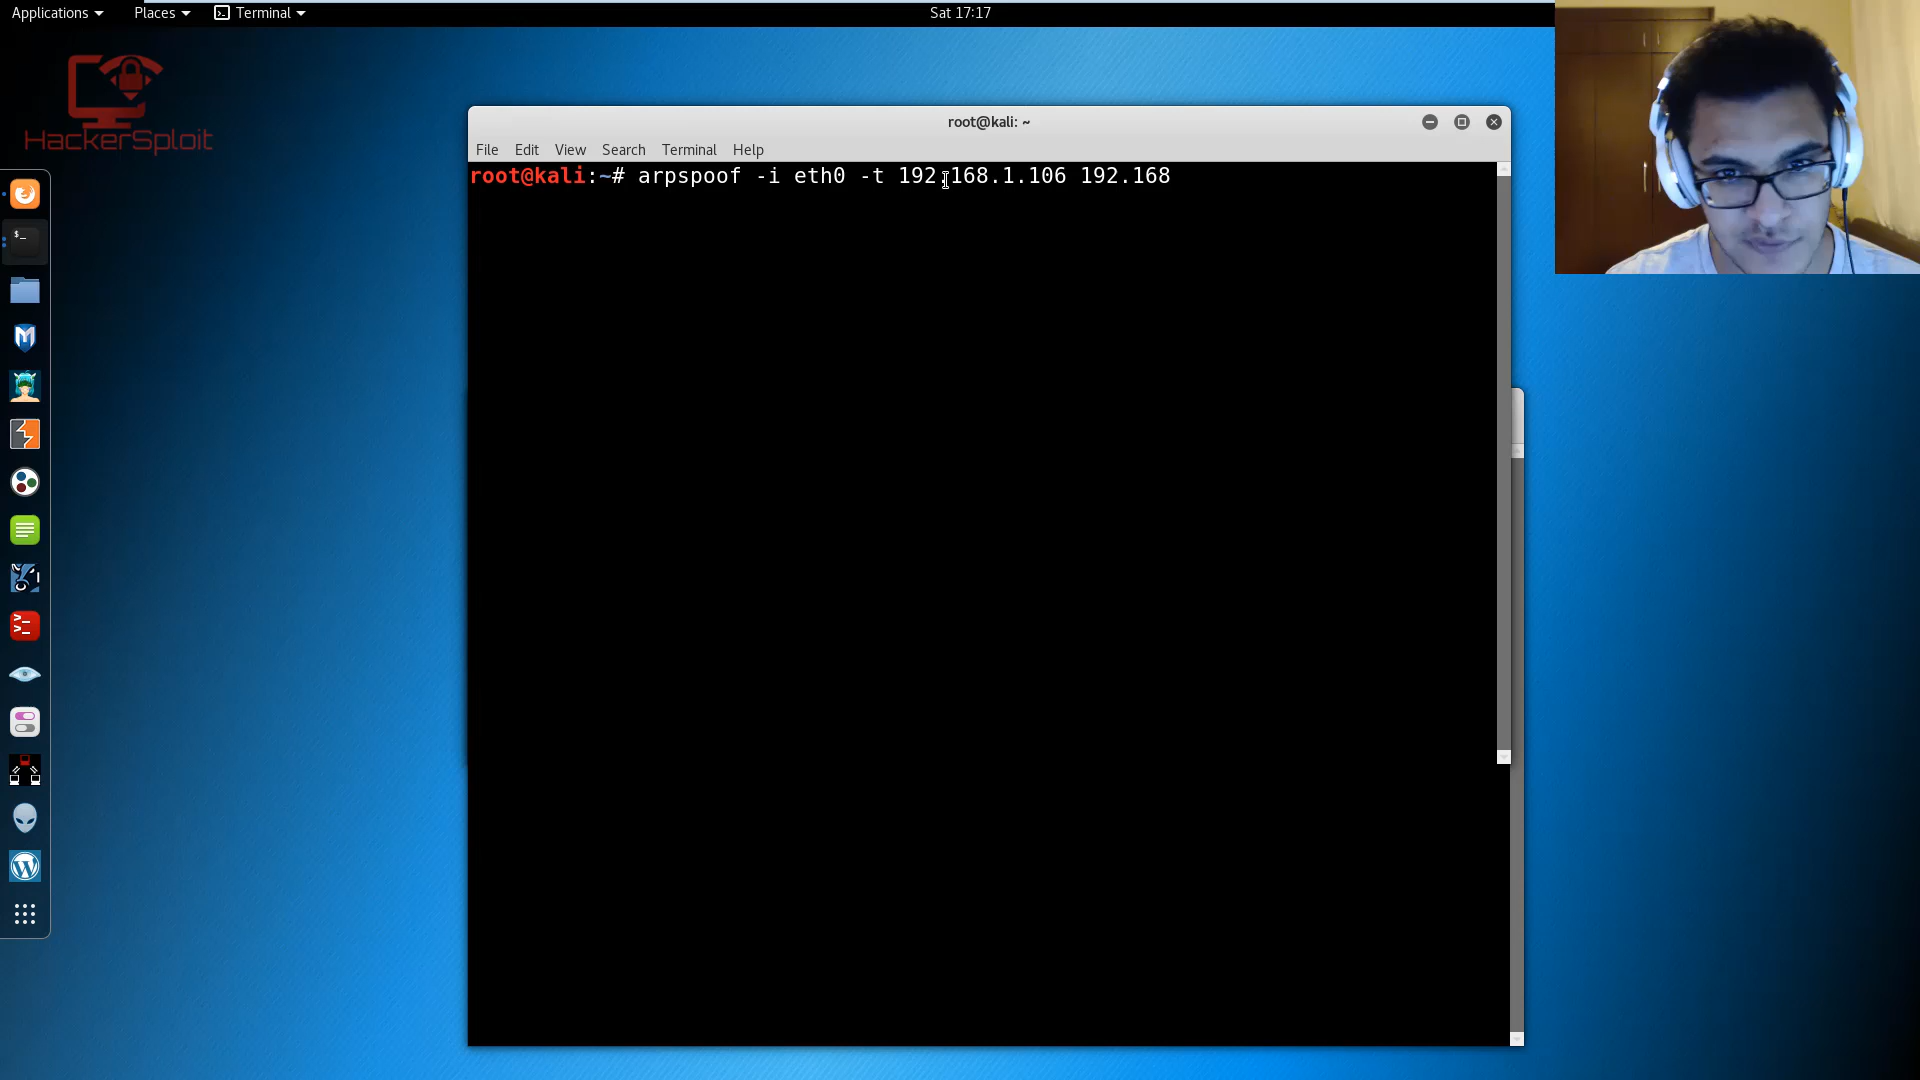 Applications Places Terminal Sat 17:17
HackerSploit
root@kali: ~
File Edit View Search Terminal Help
root@kali:~# arpspoof -i eth0 -t 192.168.1.106 192.168